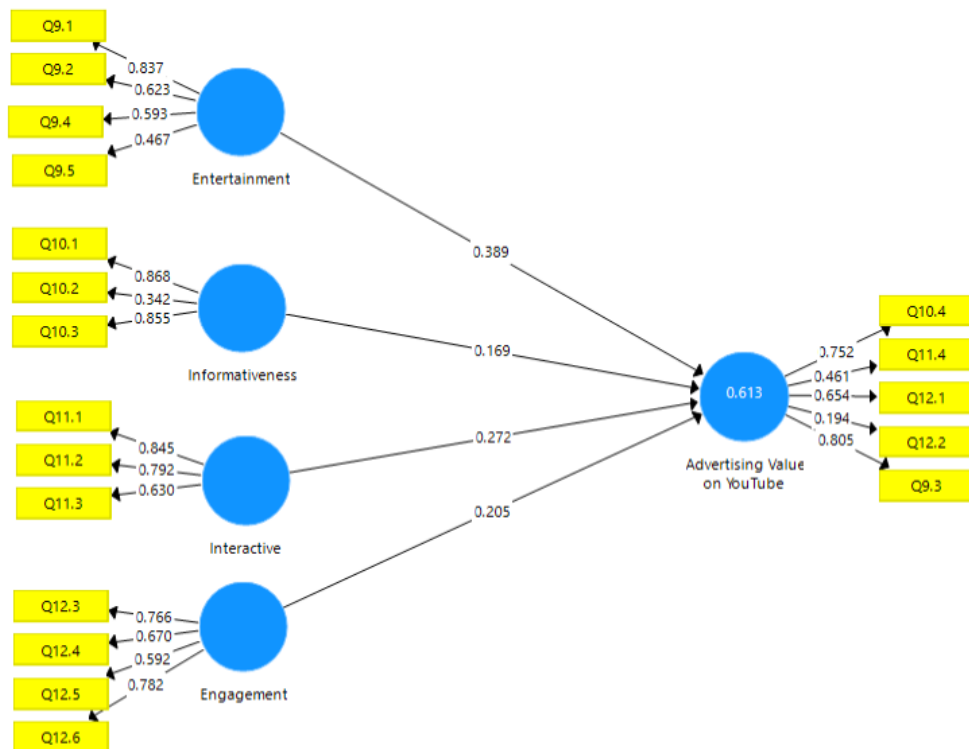 Q9.1
0.837
Q9.2
0.623
Q9.4
0.593
Q9.5
0.467
Entertainment
0.389
Q10.1
0.868
Q10.2
0.342
Q10.3
0.855
Informativeness
0.169
Q11.1
0.845
Q11.2
0.792
Q11.3
0.630
Interactive
0.272
Q12.3
0.766
Q12.4
0.670
Q12.5
0.592
Q12.6
0.782
Engagement
0.205
0.613
Advertising Value
on YouTube
0.752
Q10.4
0.461
Q11.4
0.654
Q12.1
0.194
Q12.2
0.805
Q9.3